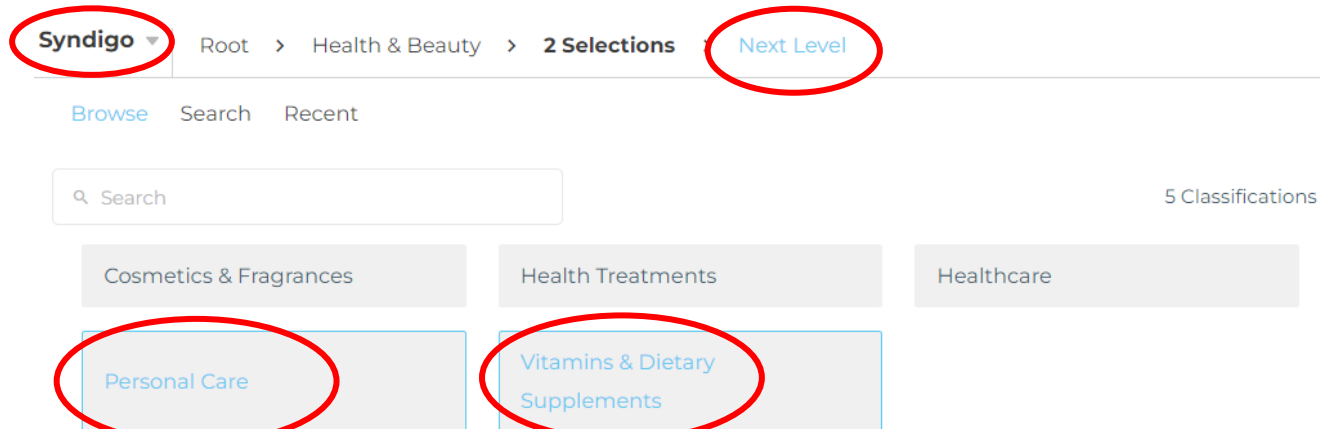 Syndigo Root > Health & Beauty > 2 Selections > Next Level
Browse Search Recent
Search
5 Classifications
Cosmetics & Fragrances Health Treatments Healthcare
Personal Care
Vitamins & Dietary
Supplements